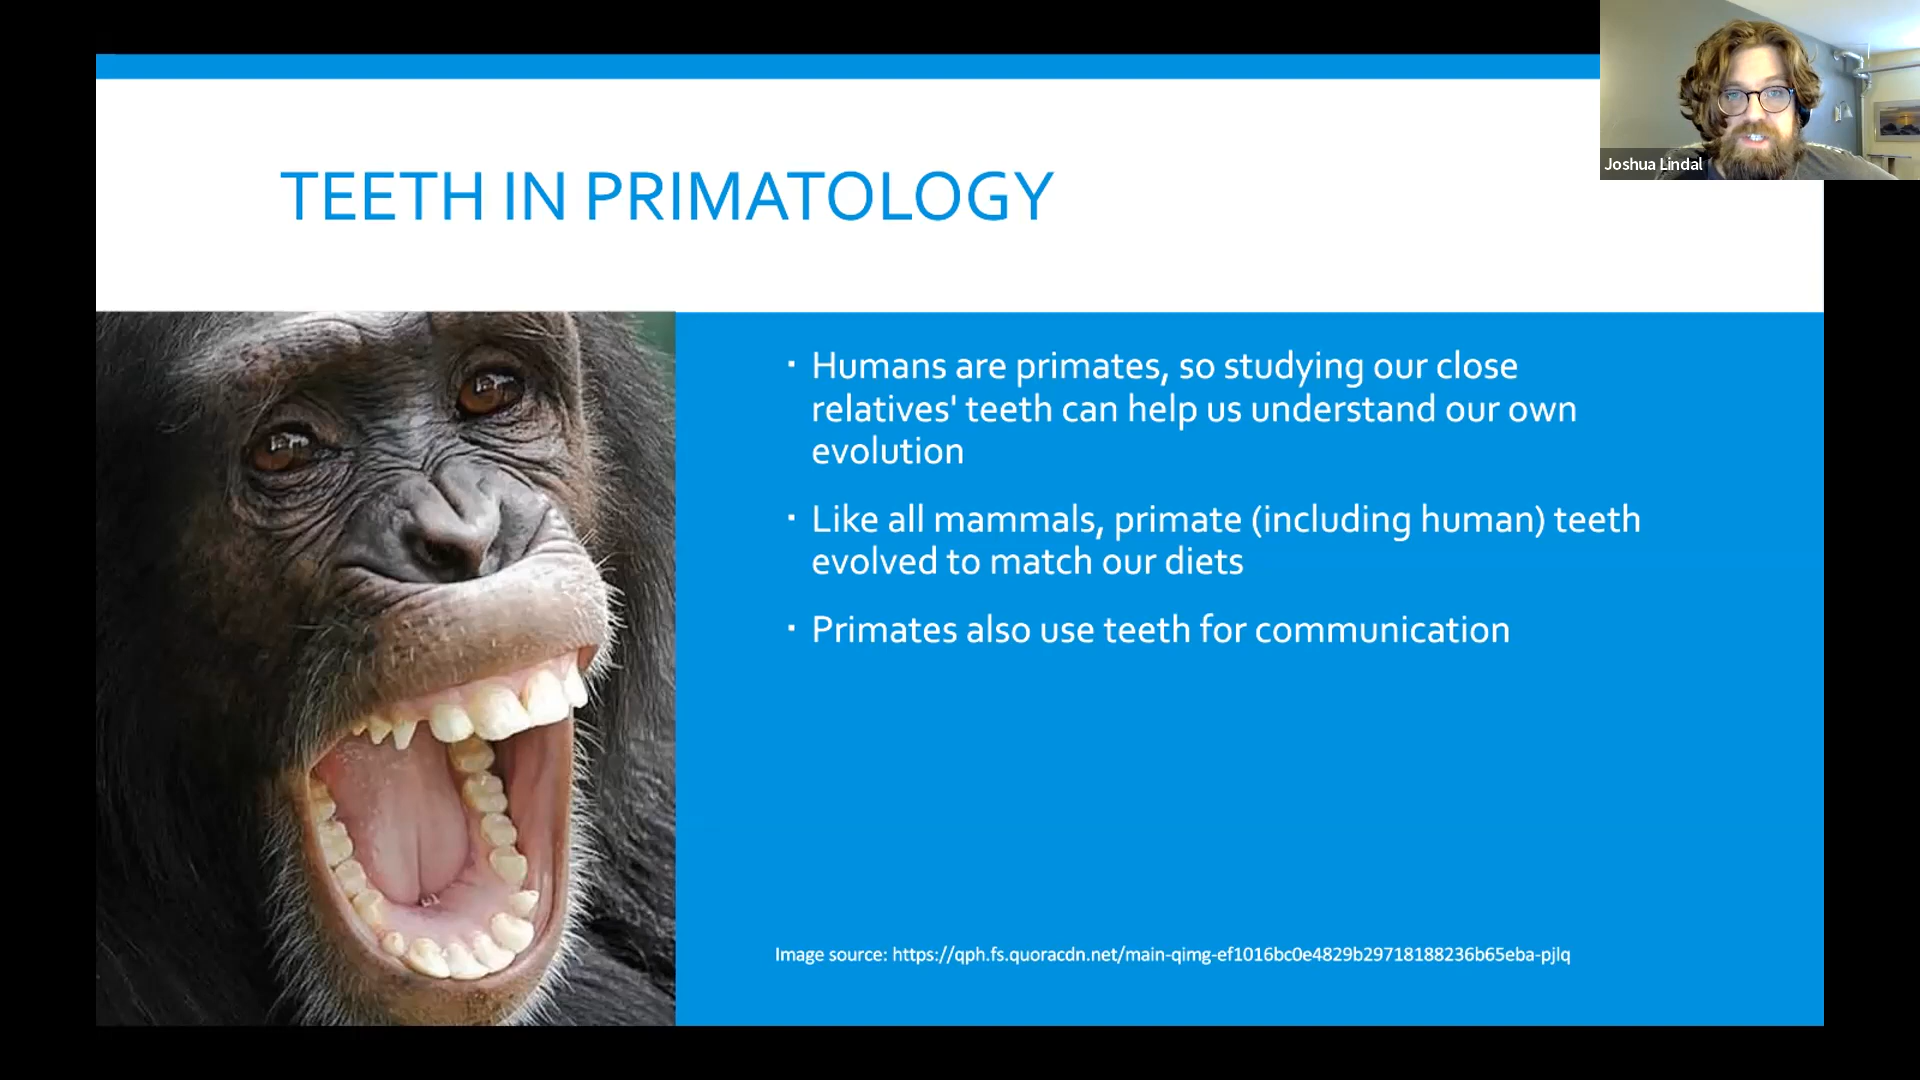 Joshua Lindal
TEETH IN PRIMATOLOGY
▪ Humans are primates, so studying our close
relatives' teeth can help us understand our own
evolution
▪ Like all mammals, primate (including human) teeth
evolved to match our diets
▪ Primates also use teeth for communication
Image source: https://qph.fs.quoracdn.net/main-qimg-ef1016bc0e4829b29718188236b65eba-pjlq